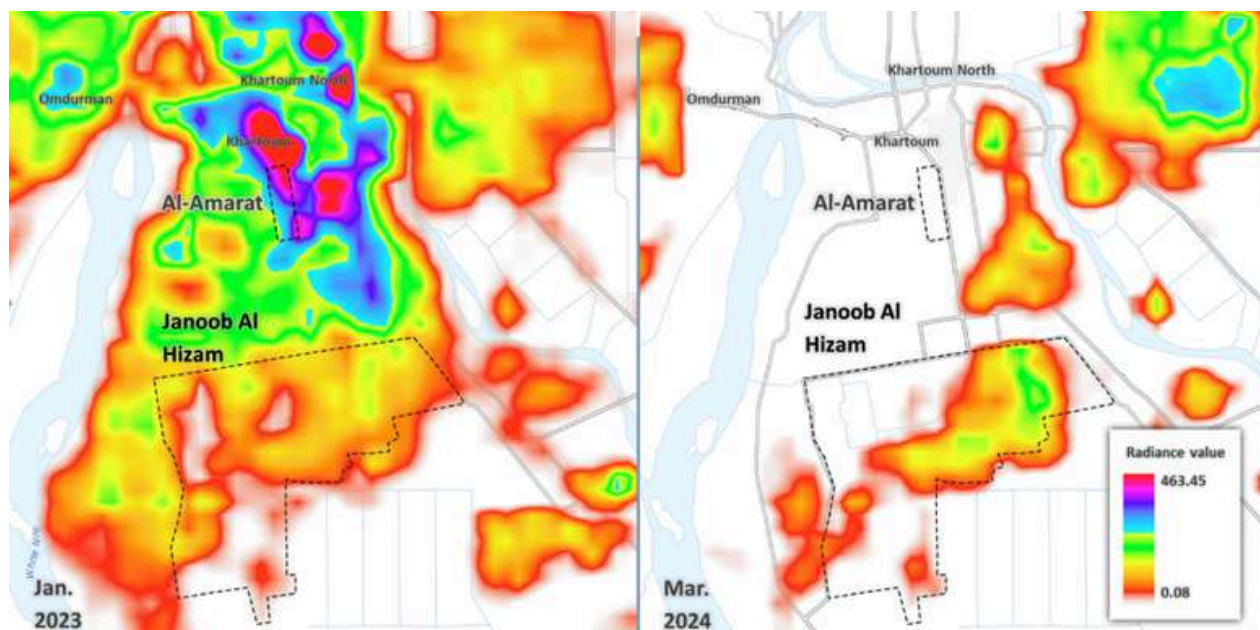 Khartoum North
Omdurman
Khartoum
Al-Amarat
Janoob Al
Hizam
White Nile
Jan.
2023
Khartoum North
Omdurman
Khartoum
Al-Amarat
Janoob Al
Hizam
Mar.
2024
Radiance value
463.45
0.08